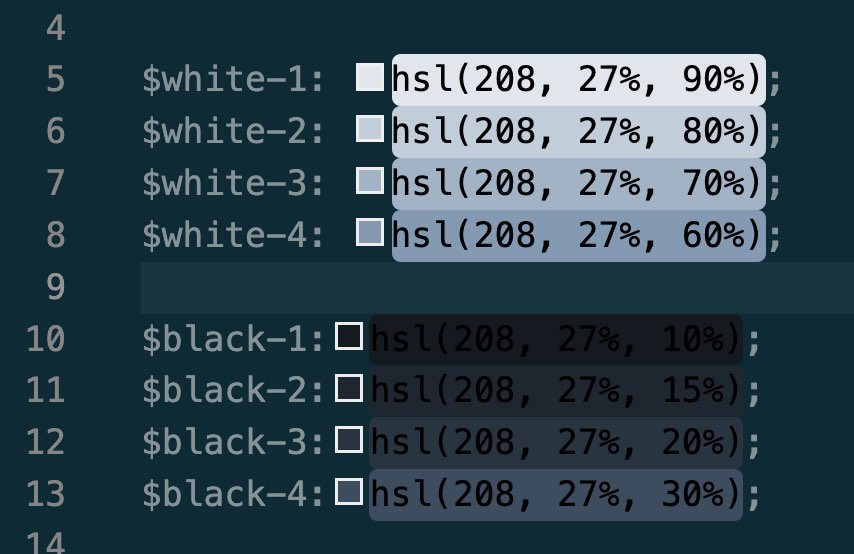 4
5 $white-1: hsl(208, 27%, 90%);
6 $white-2: hsl(208, 27%, 80%);
7 $white-3: hsl(208, 27%, 70%);
8 $white-4: hsl(208, 27%, 60%);
9
10 $black-1: hsl(208, 27%, 10%);
11 $black-2: hsl(208, 27%, 15%);
12 $black-3: hsl(208, 27%, 20%);
13 $black-4: hsl(208, 27%, 30%);
14